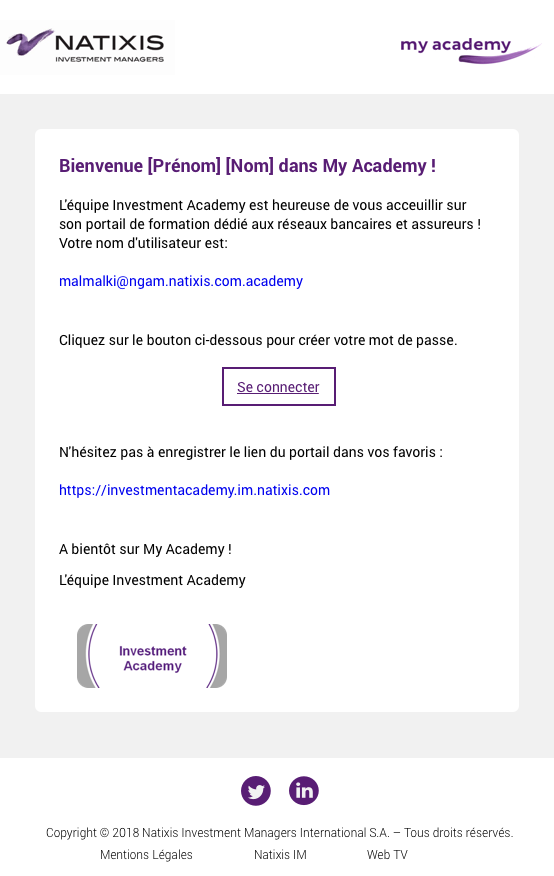 NATIXIS
INVESTMENT MANAGERS
my academy
Bienvenue [Prénom] [Nom] dans My Academy !
L'équipe Investment Academy est heureuse de vous acceuillir sur
son portail de formation dédié aux réseaux bancaires et assureurs !
Votre nom d'utilisateur est:
malmalki@ngam.natixis.com.academy
Cliquez sur le bouton ci-dessous pour créer votre mot de passe.
Se connecter
N'hésitez pas à enregistrer le lien du portail dans vos favoris :
https://investmentacademy.im.natixis.com
A bientôt sur My Academy !
L'équipe Investment Academy
Investment
Academy
in
Copyright © 2018 Natixis Investment Managers International S.A. – Tous droits réservés.
Mentions Légales Natixis IM Web TV